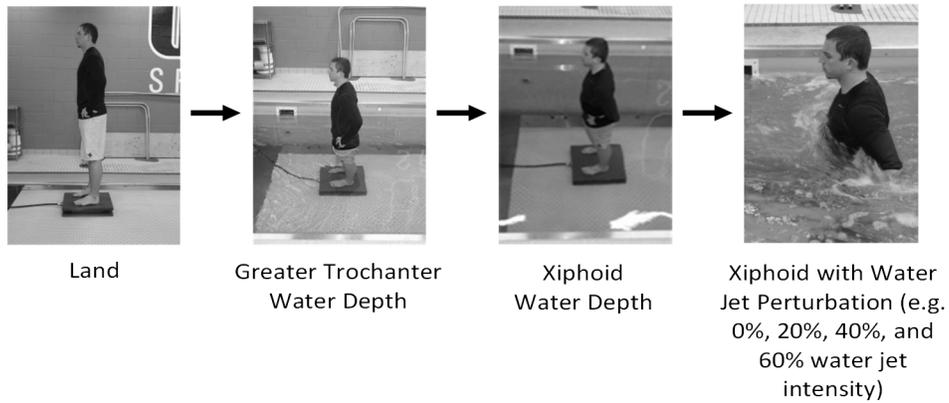 S P
Land
Greater Trochanter
Water Depth
Xiphoid
Water Depth
Xiphoid with Water
Jet Perturbation (e.g.
0%, 20%, 40%, and
60% water jet
intensity)